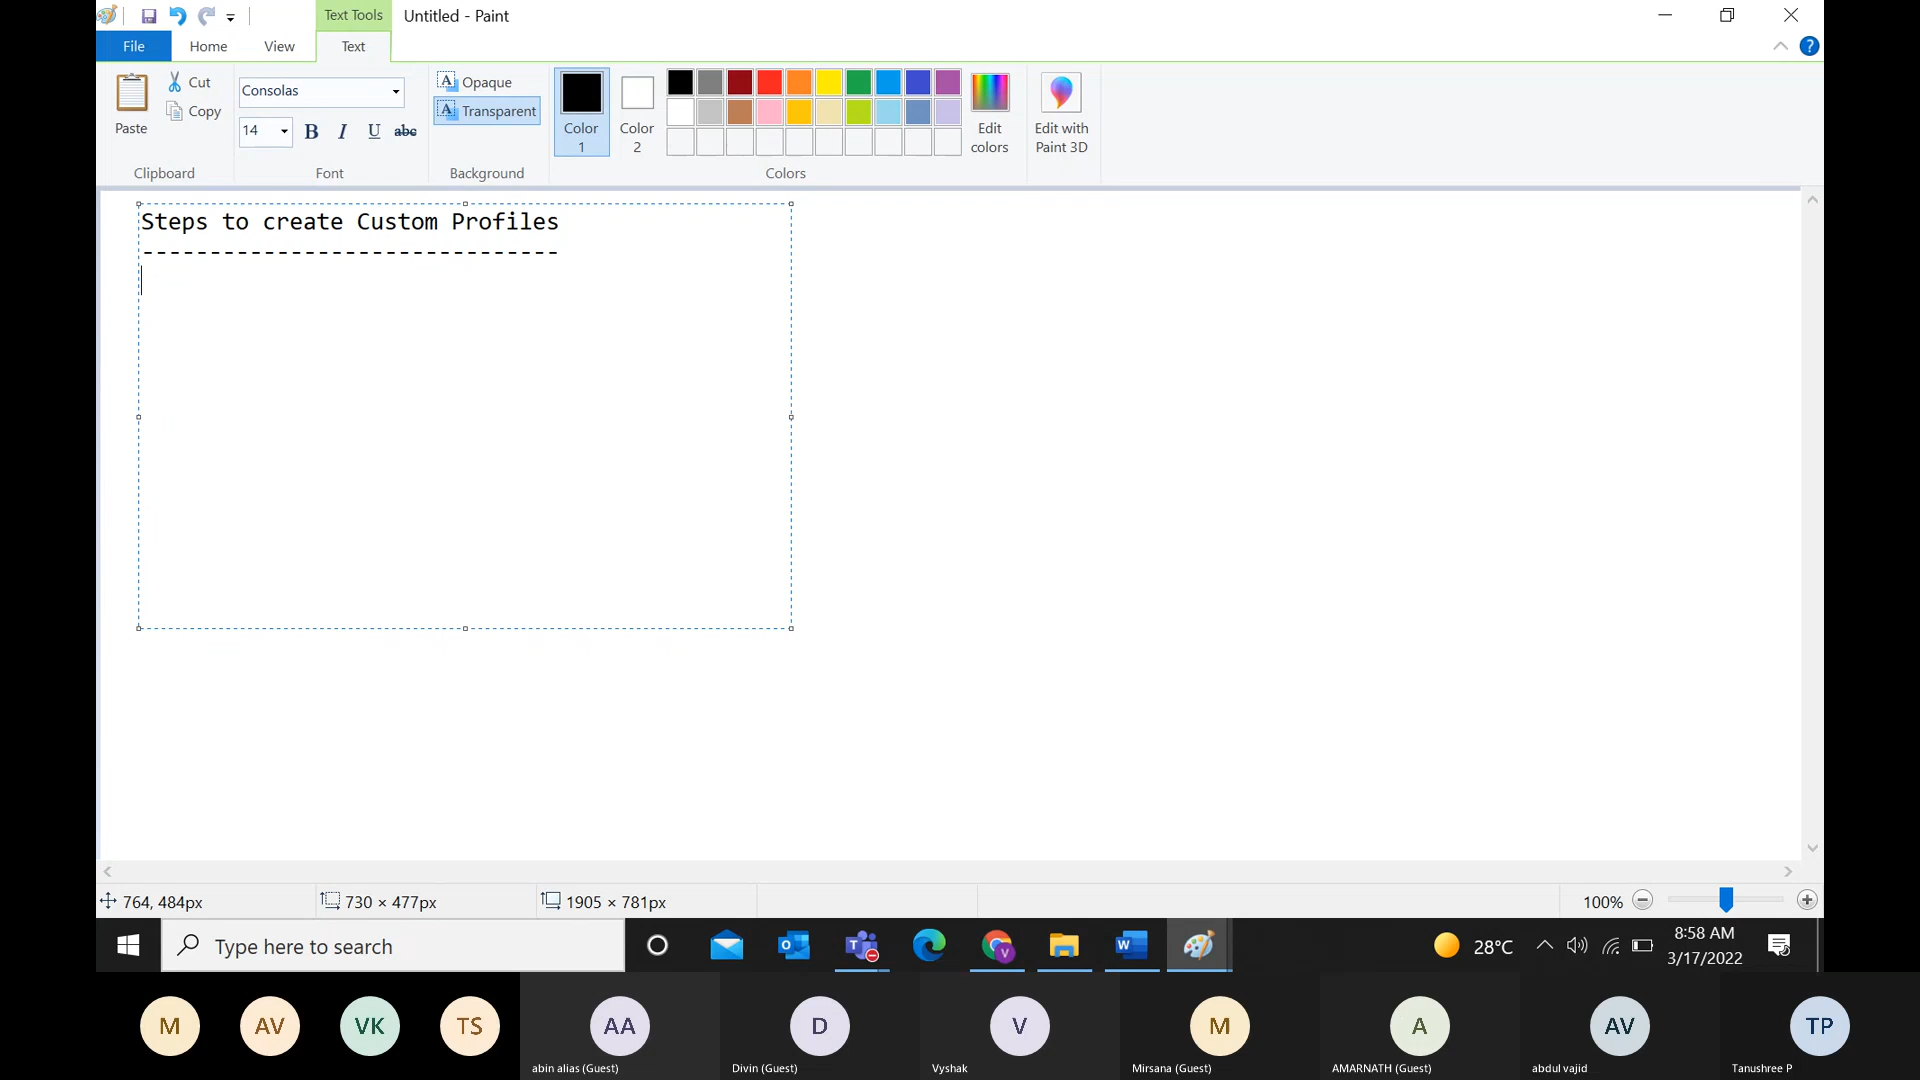 Text Tools
Untitled - Paint
File
Home
View
Text
Paste
Cut
Copy
Clipboard
Consolas
14
B
I
U
abc
Font
A Opaque
A Transparent
Background
Color
1
Color
2
Edit
colors
Colors
Edit with
Paint 3D
?
Steps to create Custom Profiles
-------------------------------
764, 484px
730 × 477px
1905 × 781px
100%
Type here to search
28°C
8:58 AM
3/17/2022
M
AV
VK
TS
AA
D
V
M
A
AV
TP
abin alias (Guest)
Divin (Guest)
Vyshak
Mirsana (Guest)
AMARNATH (Guest)
abdul vajid
Tanushree P